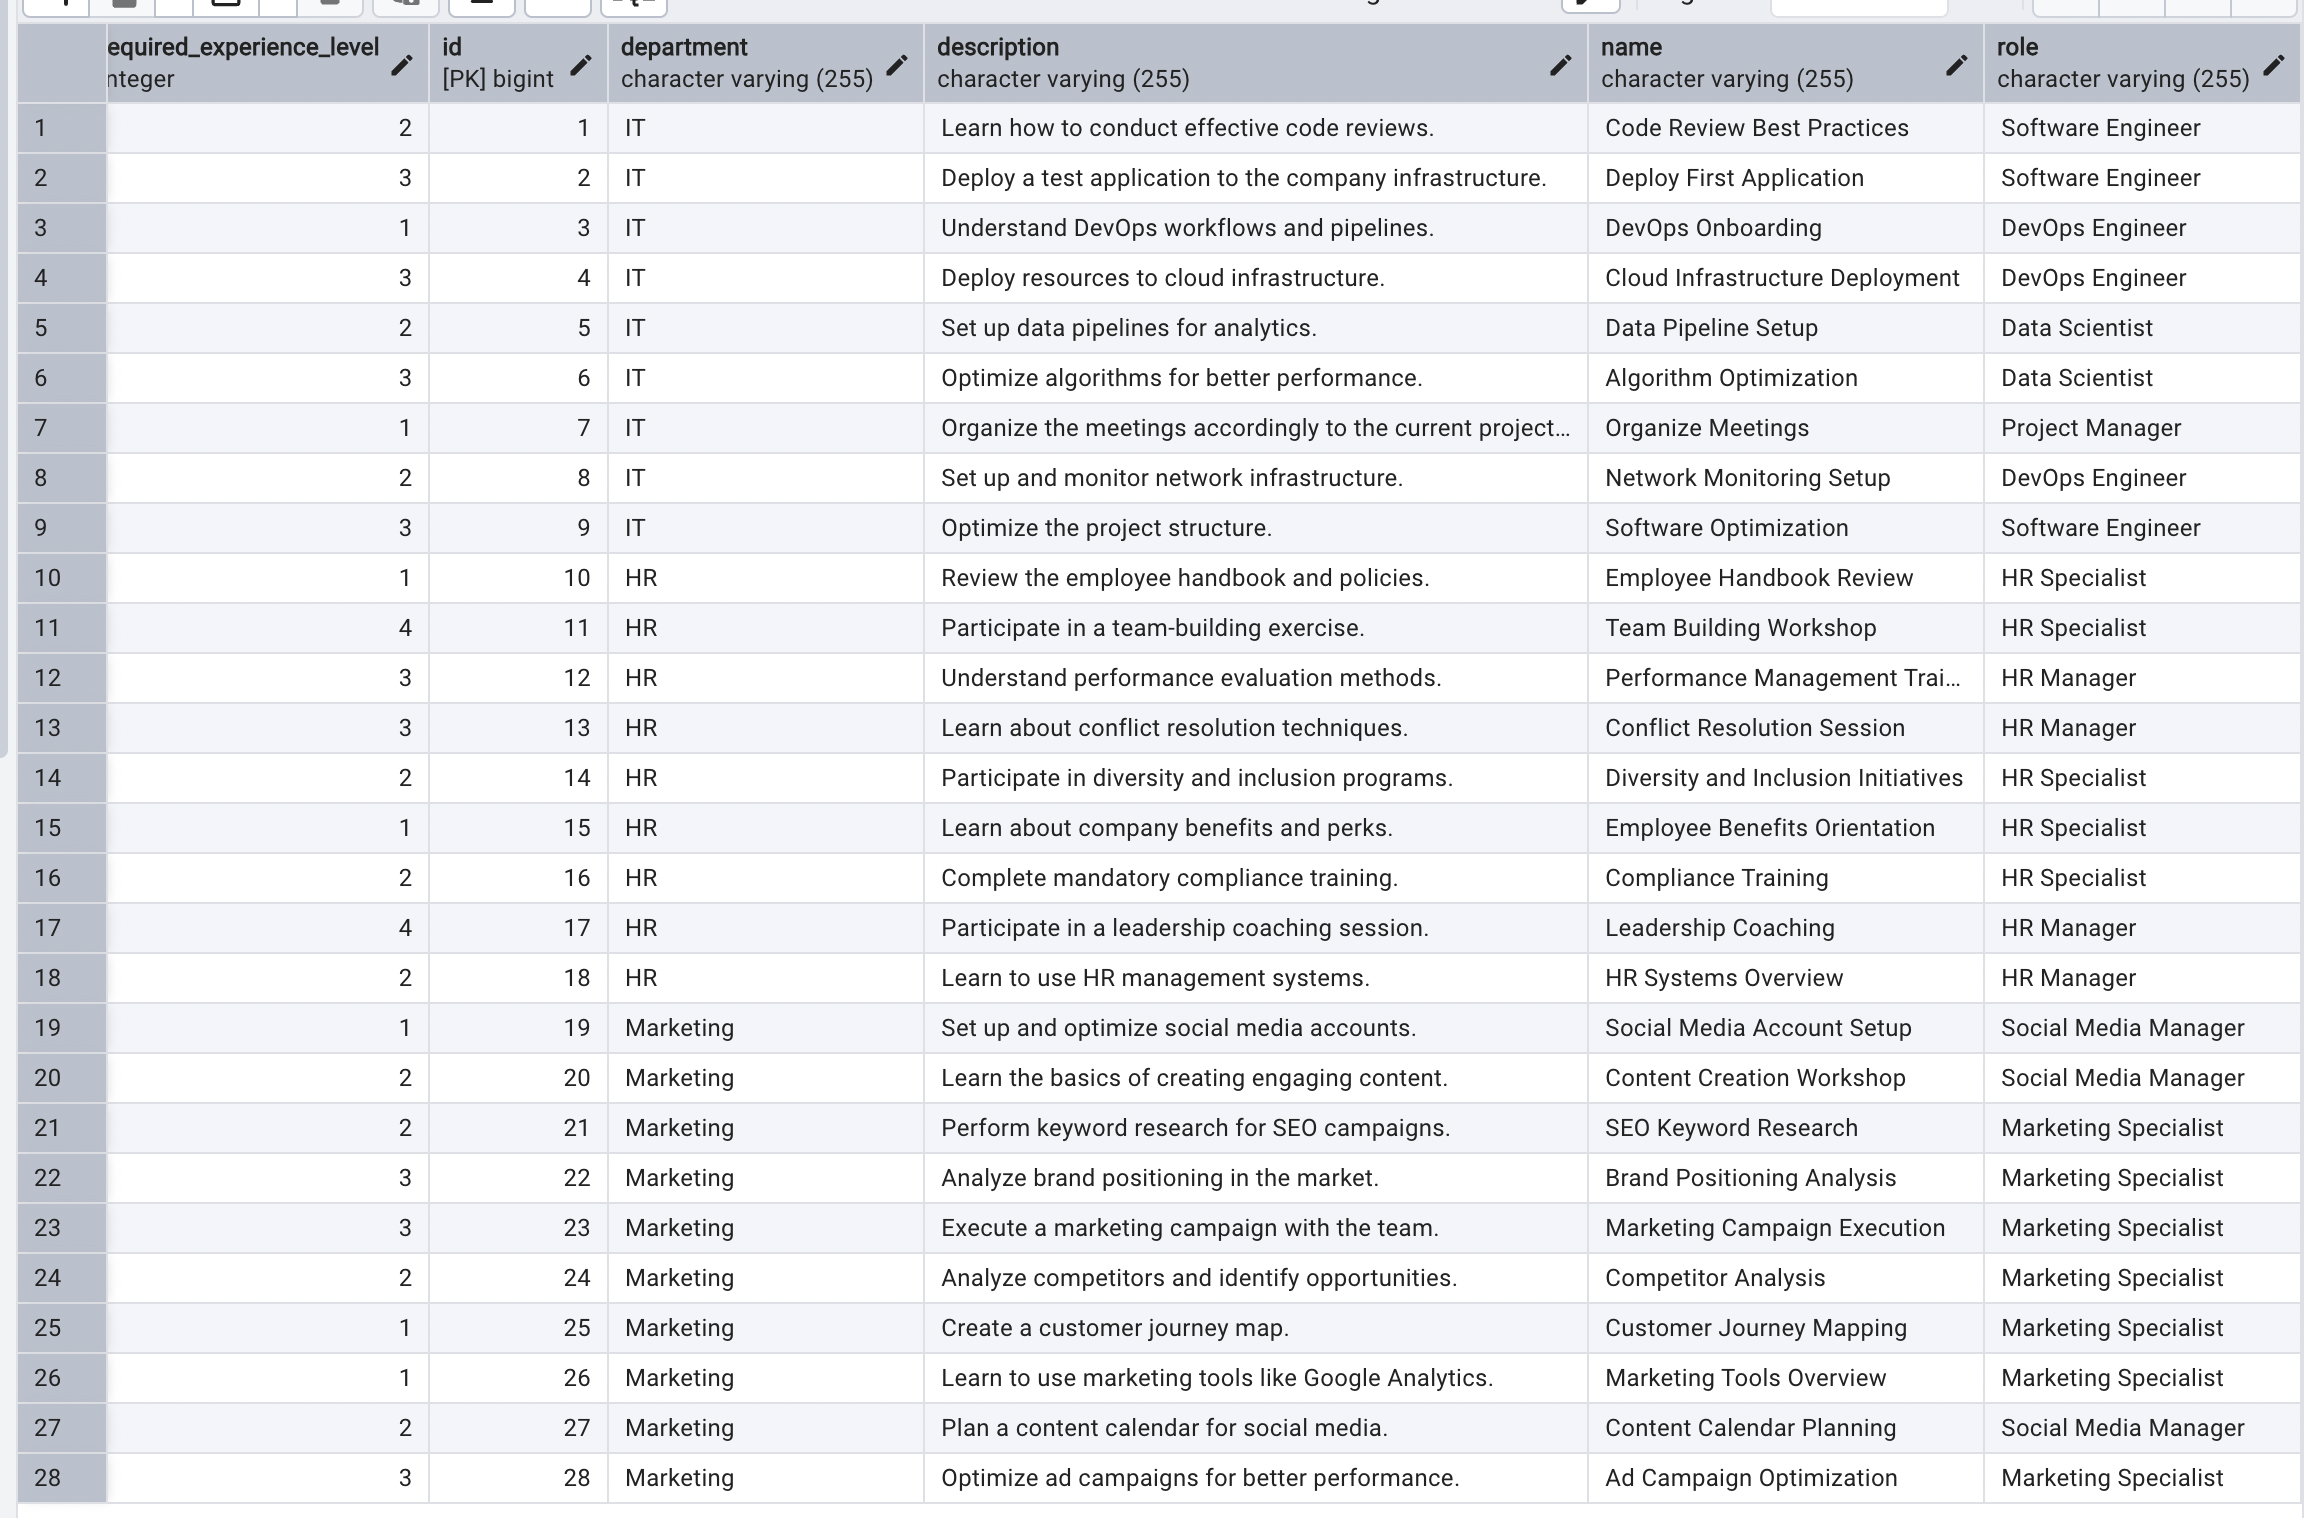 equired_experience_level id department description name role
nteger [PK] bigint character varying (255) character varying (255) character varying (255) character varying (255)
1 2 1 IT Learn how to conduct effective code reviews. Code Review Best Practices Software Engineer
2 3 2 IT Deploy a test application to the company infrastructure. Deploy First Application Software Engineer
3 1 3 IT Understand DevOps workflows and pipelines. DevOps Onboarding DevOps Engineer
4 3 4 IT Deploy resources to cloud infrastructure. Cloud Infrastructure Deployment DevOps Engineer
5 2 5 IT Set up data pipelines for analytics. Data Pipeline Setup Data Scientist
6 3 6 IT Optimize algorithms for better performance. Algorithm Optimization Data Scientist
7 1 7 IT Organize the meetings accordingly to the current project... Organize Meetings Project Manager
8 2 8 IT Set up and monitor network infrastructure. Network Monitoring Setup DevOps Engineer
9 3 9 IT Optimize the project structure. Software Optimization Software Engineer
10 1 10 HR Review the employee handbook and policies. Employee Handbook Review HR Specialist
11 4 11 HR Participate in a team-building exercise. Team Building Workshop HR Specialist
12 3 12 HR Understand performance evaluation methods. Performance Management Trai... HR Manager
13 3 13 HR Learn about conflict resolution techniques. Conflict Resolution Session HR Manager
14 2 14 HR Participate in diversity and inclusion programs. Diversity and Inclusion Initiatives HR Specialist
15 1 15 HR Learn about company benefits and perks. Employee Benefits Orientation HR Specialist
16 2 16 HR Complete mandatory compliance training. Compliance Training HR Specialist
17 4 17 HR Participate in a leadership coaching session. Leadership Coaching HR Manager
18 2 18 HR Learn to use HR management systems. HR Systems Overview HR Manager
19 1 19 Marketing Set up and optimize social media accounts. Social Media Account Setup Social Media Manager
20 2 20 Marketing Learn the basics of creating engaging content. Content Creation Workshop Social Media Manager
21 2 21 Marketing Perform keyword research for SEO campaigns. SEO Keyword Research Marketing Specialist
22 3 22 Marketing Analyze brand positioning in the market. Brand Positioning Analysis Marketing Specialist
23 3 23 Marketing Execute a marketing campaign with the team. Marketing Campaign Execution Marketing Specialist
24 2 24 Marketing Analyze competitors and identify opportunities. Competitor Analysis Marketing Specialist
25 1 25 Marketing Create a customer journey map. Customer Journey Mapping Marketing Specialist
26 1 26 Marketing Learn to use marketing tools like Google Analytics. Marketing Tools Overview Marketing Specialist
27 2 27 Marketing Plan a content calendar for social media. Content Calendar Planning Social Media Manager
28 3 28 Marketing Optimize ad campaigns for better performance. Ad Campaign Optimization Marketing Specialist